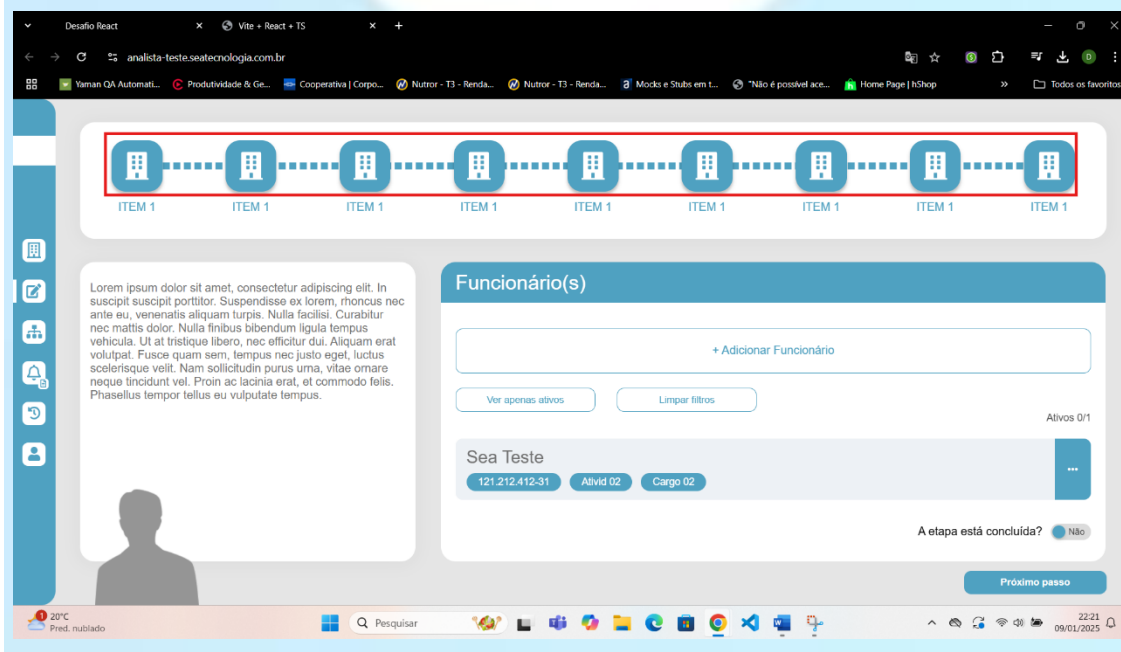 Desafio React
Vite + React + TS
analista-teste.seatecnologia.com.br
Yaman QA Automati...
Produtividade & Ge...
Cooperativa | Corpo...
Nutror - T3 - Renda...
Nutror - T3 - Renda...
Mocks e Stubs em t...
"Não é possível ace...
Home Page | hShop
Todos os favoritos
ITEM 1 ITEM 1 ITEM 1 ITEM 1 ITEM 1 ITEM 1 ITEM 1 ITEM 1 ITEM 1
Lorem ipsum dolor sit amet, consectetur adipiscing elit. In
suscipit suscipit porttitor. Suspendisse ex lorem, rhoncus nec
ante eu, venenatis aliquam turpis. Nulla facilisi. Curabitur
nec mattis dolor. Nulla finibus bibendum ligula tempus
vehicula. Ut at tristique libero, nec efficitur dui. Aliquam erat
volutpat. Fusce quam sem, tempus nec justo eget, luctus
scelerisque velit. Nam sollicitudin purus urna, vitae ornare
neque tincidunt vel. Proin ac lacinia erat, et commodo felis.
Phasellus tempor tellus eu vulputate tempus.
Funcionário(s)
+ Adicionar Funcionário
Ver apenas ativos
Limpar filtros
Ativos 0/1
Sea Teste
121.212.412-31 Ativid 02 Cargo 02
...
A etapa está concluída? Não
Próximo passo
1
20°C
Pred. nublado
Pesquisar
22:21
09/01/2025